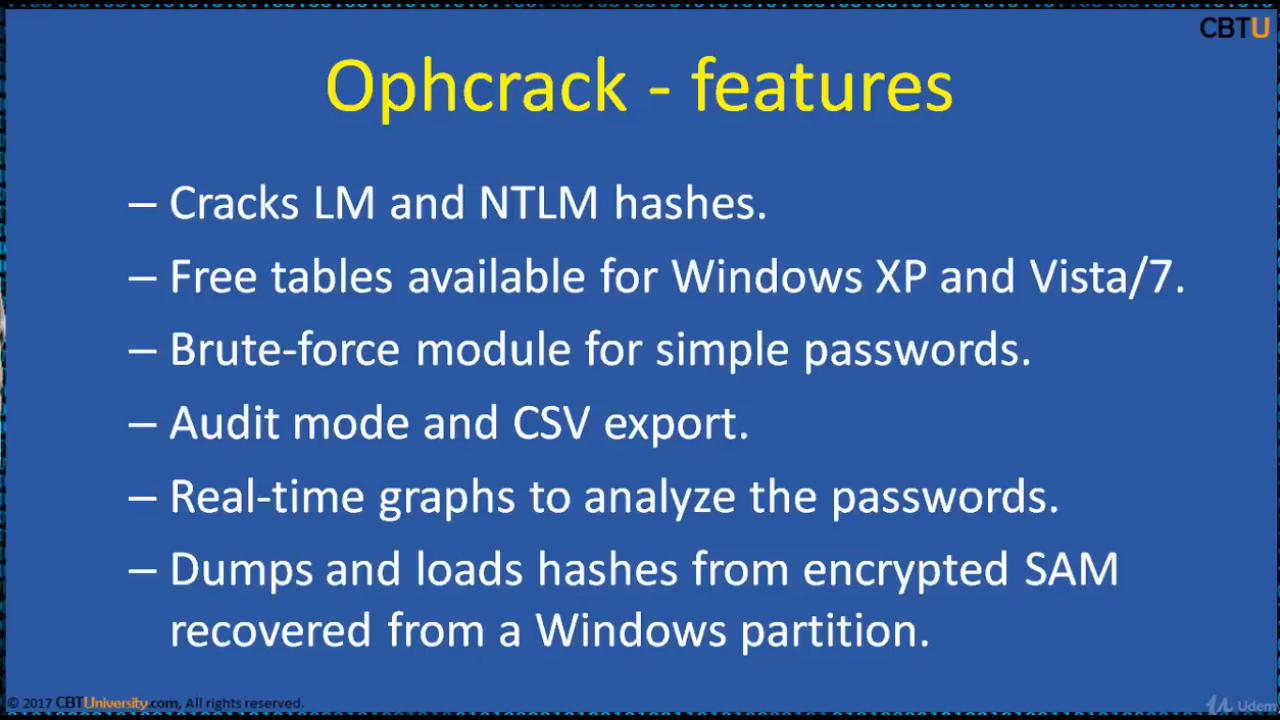 CBTU
Ophcrack - features
– Cracks LM and NTLM hashes.
– Free tables available for Windows XP and Vista/7.
– Brute-force module for simple passwords.
– Audit mode and CSV export.
– Real-time graphs to analyze the passwords.
– Dumps and loads hashes from encrypted SAM
recovered from a Windows partition.
© 2017 CBTUniversity.com, All rights reserved.